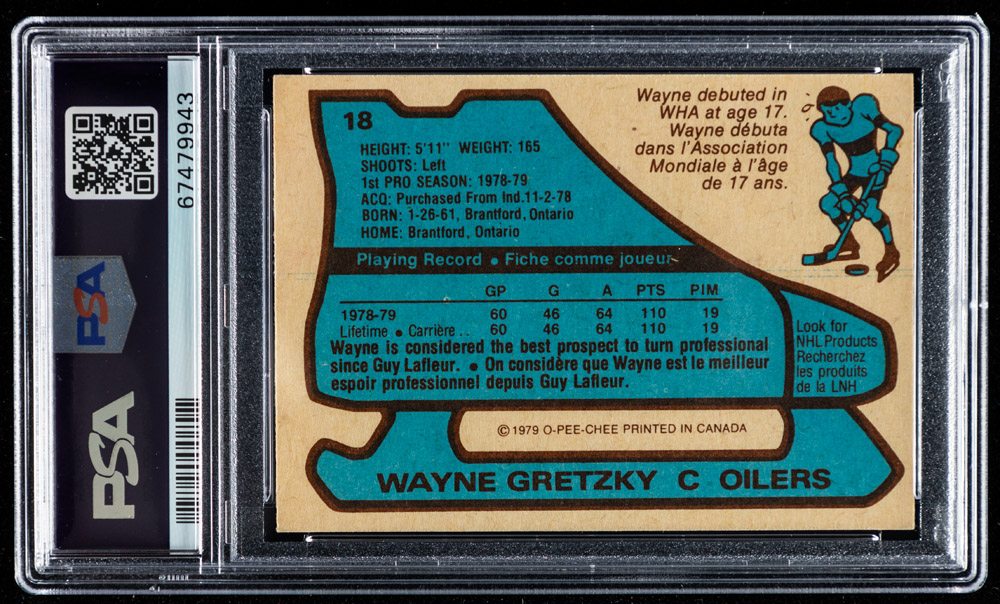 67479943
PSA
PSA
18
HEIGHT: 5'11" WEIGHT: 165
SHOOTS: Left
1st PRO SEASON: 1978-79
ACQ: Purchased From Ind.11-2-78
BORN: 1-26-61, Brantford, Ontario
HOME: Brantford, Ontario
Wayne debuted in
WHA at age 17.
Wayne débuta
dans l'Association
Mondiale à l'âge
de 17 ans.
Playing Record • Fiche comme joueur
GP G A PTS PIM
1978-79 60 46 64 110 19
Lifetime • Carrière .. 60 46 64 110 19
Wayne is considered the best prospect to turn professional
since Guy Lafleur. • On considère que Wayne est le meilleur
espoir professionnel depuis Guy Lafleur.
Look for
NHL Products
Recherchez
les produits
de la LNH
© 1979 O-PEE-CHEE PRINTED IN CANADA
WAYNE GRETZKY C OILERS